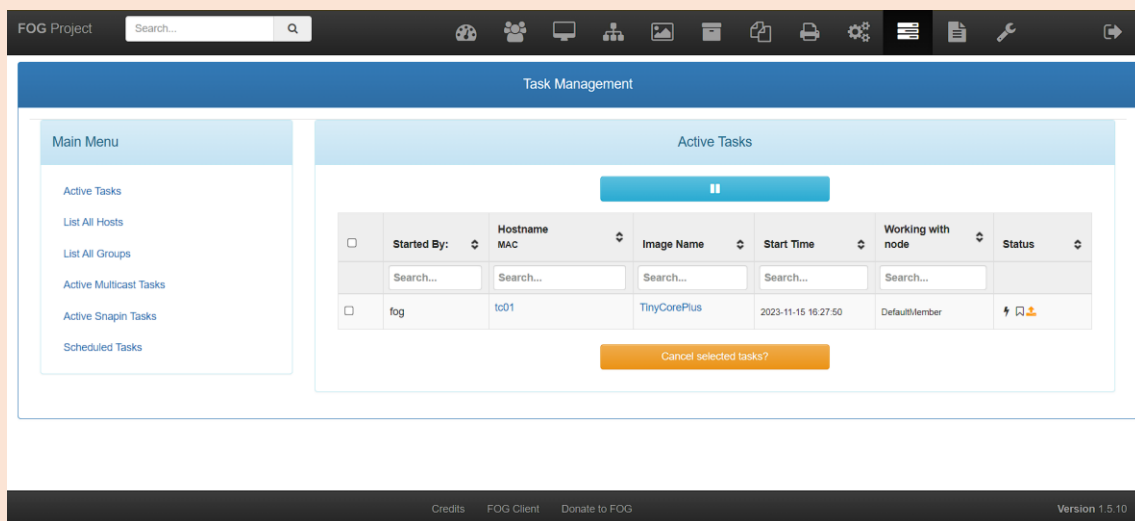 FOG Project
Search...
Task Management
Main Menu
Active Tasks
List All Hosts
List All Groups
Active Multicast Tasks
Active Snapin Tasks
Scheduled Tasks
Active Tasks
Started By: Hostname MAC Image Name Start Time Working with node Status
Search... Search... Search... Search... Search...
fog tc01 TinyCorePlus 2023-11-15 16:27:50 DefaultMember
Cancel selected tasks?
Credits FOG Client Donate to FOG Version 1.5.10